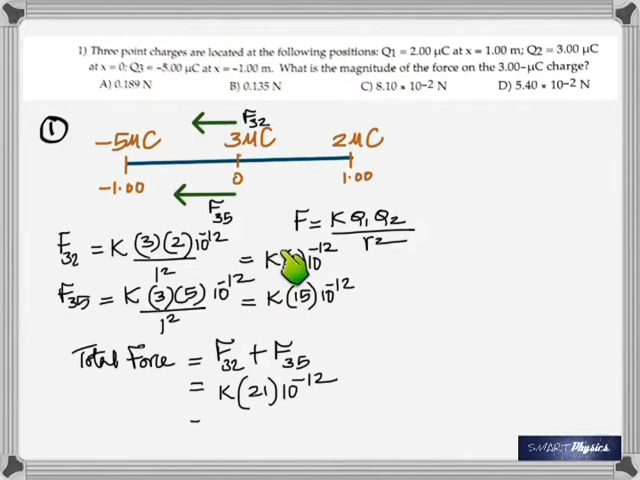 1) Three point charges are located at the following positions: Q1 = 2.00 μC at x = 1.00 m; Q2 = 3.00 μC
at x = 0; Q3 = −5.00 μC at x = −1.00 m. What is the magnitude of the force on the 3.00-μC charge?
A) 0.189 N B) 0.135 N C) 8.10 × 10−2 N D) 5.40 × 10−2 N
① F32
−5μC 3μC 2μC
−1.00 0 1.00
F35
F = K Q1 Q2 / r2
F32 = K (3)(2) 10−12 / 12 = K ( ) 10−12
F35 = K (3)(5) 10−12 / 12 = K (15) 10−12
Total Force = F32 + F35
= K (21) 10−12
=
SMART Physics